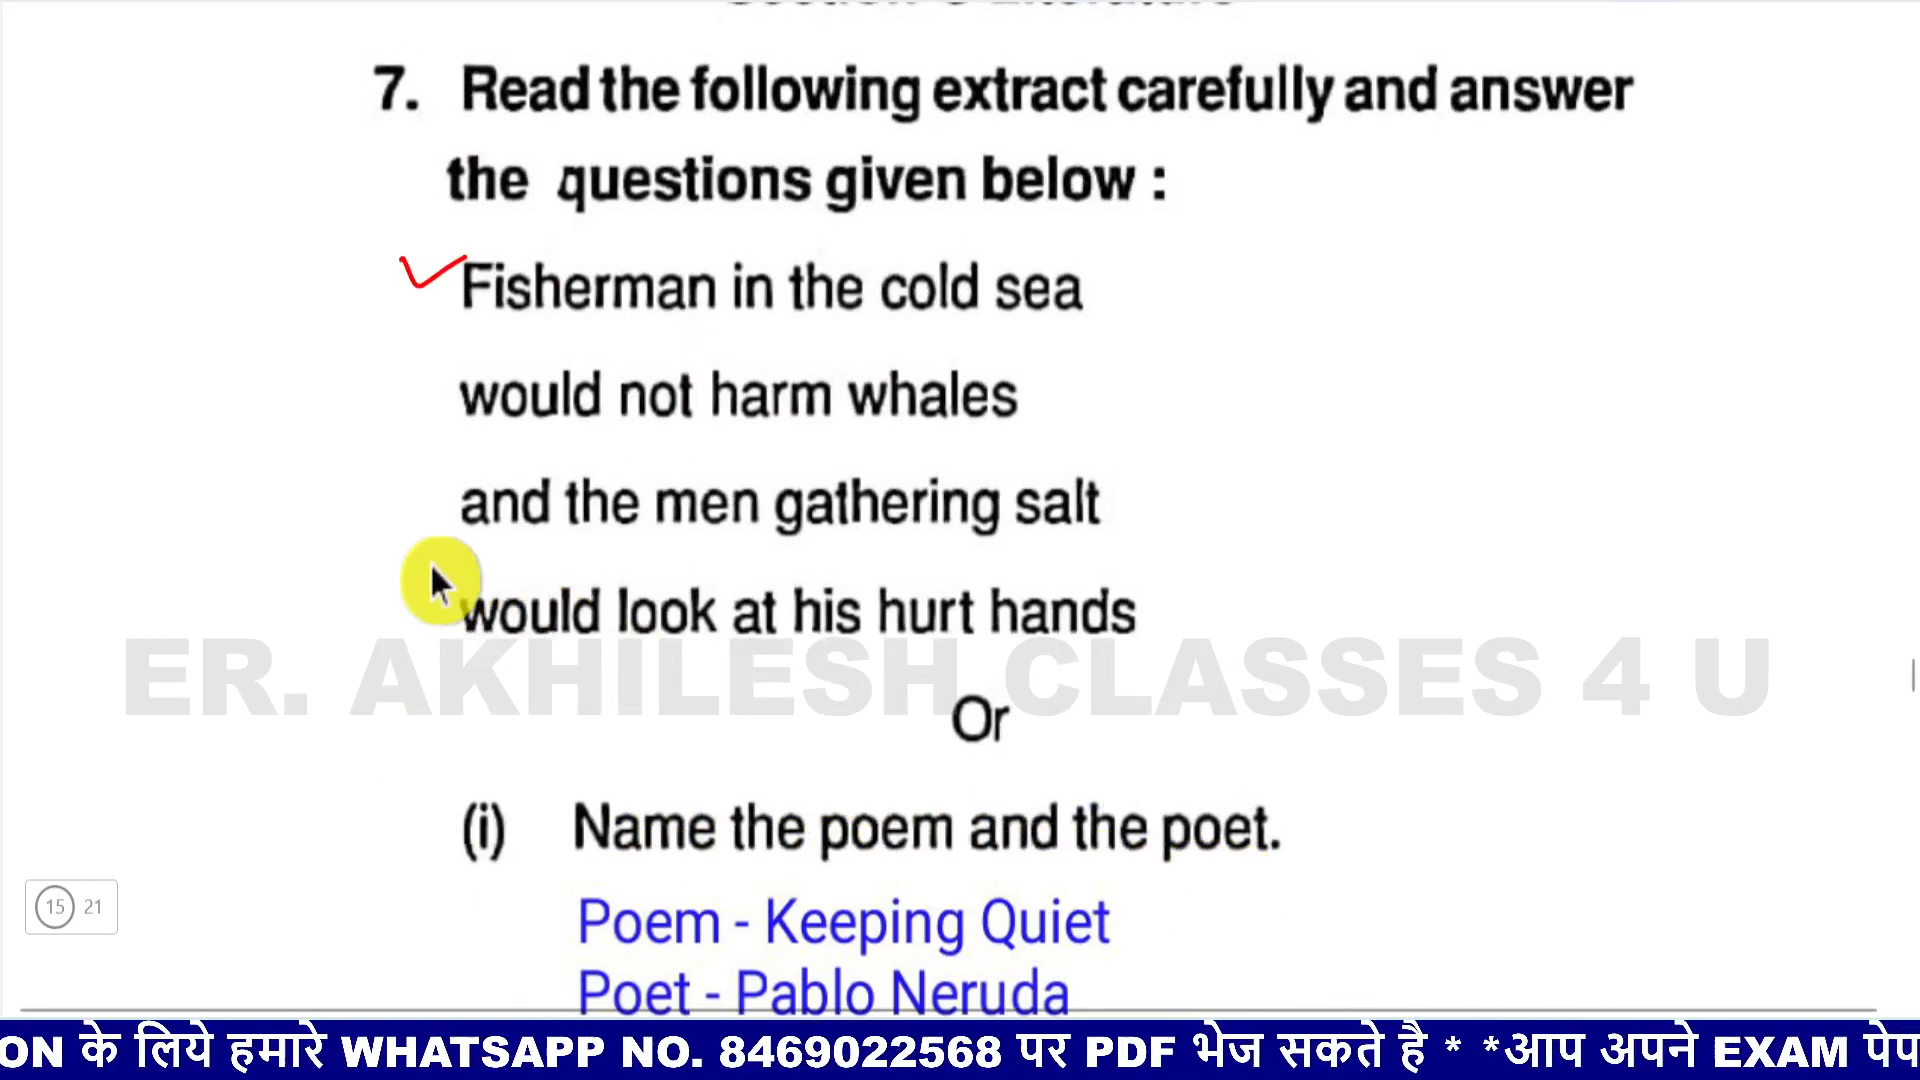 7. Read the following extract carefully and answer
the questions given below :
Fisherman in the cold sea
would not harm whales
and the men gathering salt
would look at his hurt hands
ER. AKHILESH CLASSES 4 U
Or
(i) Name the poem and the poet.
Poem - Keeping Quiet
15 21
Poet - Pablo Neruda
ON के लिये हमारे WHATSAPP NO. 8469022568 पर PDF भेज सकते है * *आप अपने EXAM पेप